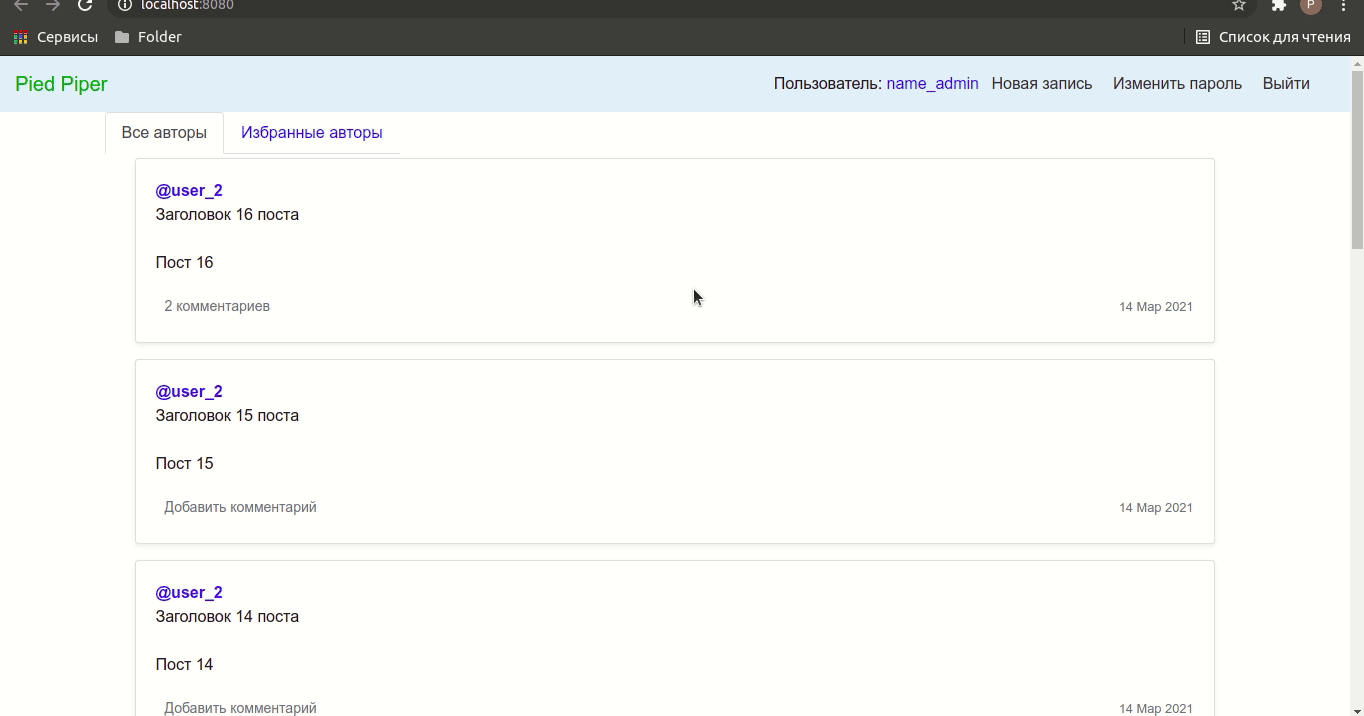 localhost:8080
P
Сервисы Folder Список для чтения
Pied Piper Пользователь: name_admin Новая запись Изменить пароль Выйти
Все авторы Избранные авторы
@user_2
Заголовок 16 поста
Пост 16
2 комментариев 14 Мар 2021
@user_2
Заголовок 15 поста
Пост 15
Добавить комментарий 14 Мар 2021
@user_2
Заголовок 14 поста
Пост 14
Добавить комментарий 14 Мар 2021